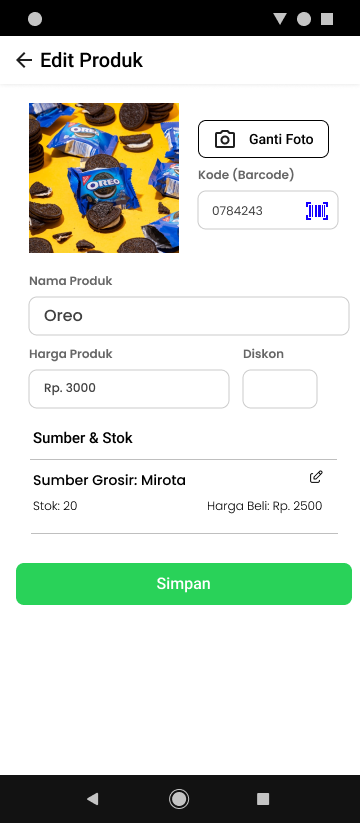 Edit Produk
OREO
OREO
Ganti Foto
Kode (Barcode)
0784243
Nama Produk
Oreo
Harga Produk
Diskon
Rp. 3000
Sumber & Stok
Sumber Grosir: Mirota
Stok: 20
Harga Beli: Rp. 2500
Simpan